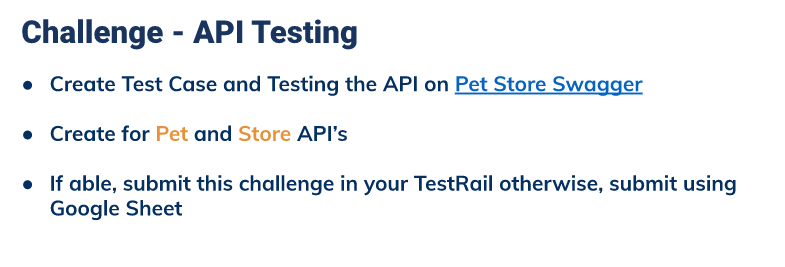 Challenge - API Testing
● Create Test Case and Testing the API on Pet Store Swagger
● Create for Pet and Store API's
● If able, submit this challenge in your TestRail otherwise, submit using
Google Sheet